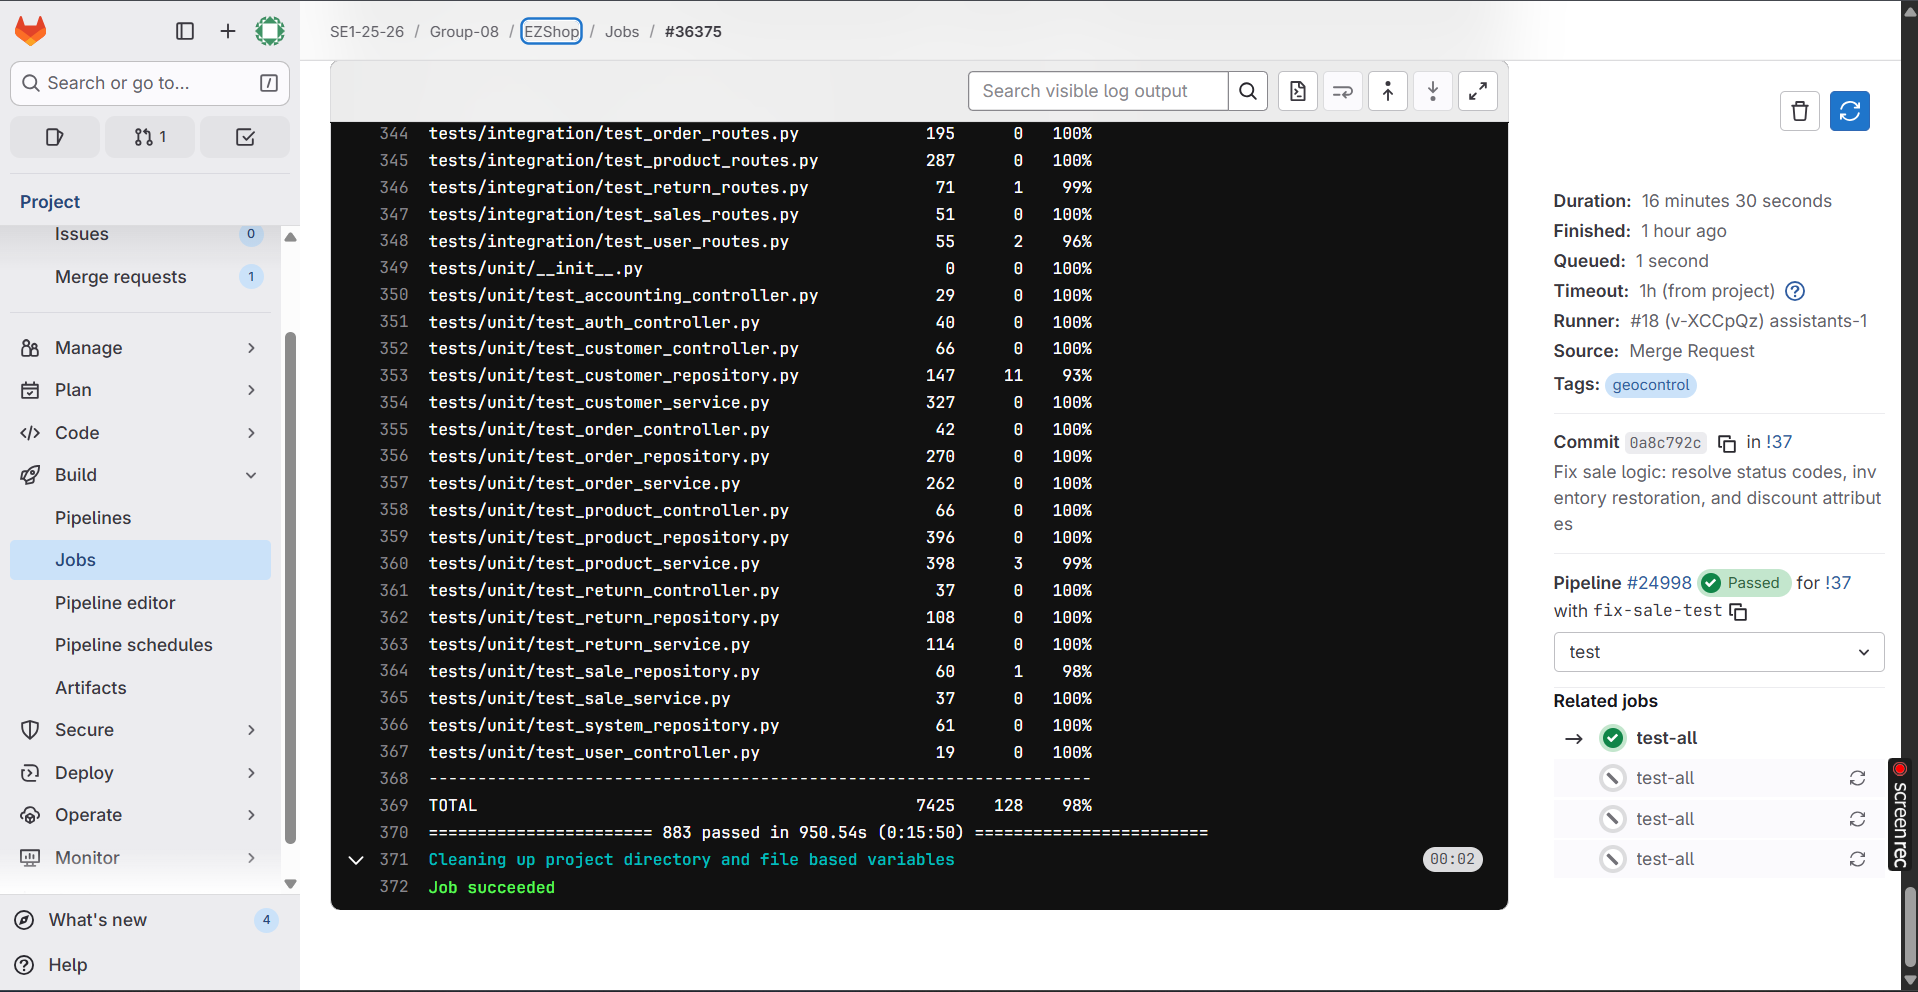 SE1-25-26 / Group-08 / EZShop / Jobs / #36375
Search or go to... /
1
Project
Issues 0
Merge requests 1
Manage
Plan
Code
Build
Pipelines
Jobs
Pipeline editor
Pipeline schedules
Artifacts
Secure
Deploy
Operate
Monitor
What's new 4
Help
Search visible log output
344 tests/integration/test_order_routes.py 195 0 100%
345 tests/integration/test_product_routes.py 287 0 100%
346 tests/integration/test_return_routes.py 71 1 99%
347 tests/integration/test_sales_routes.py 51 0 100%
348 tests/integration/test_user_routes.py 55 2 96%
349 tests/unit/__init__.py 0 0 100%
350 tests/unit/test_accounting_controller.py 29 0 100%
351 tests/unit/test_auth_controller.py 40 0 100%
352 tests/unit/test_customer_controller.py 66 0 100%
353 tests/unit/test_customer_repository.py 147 11 93%
354 tests/unit/test_customer_service.py 327 0 100%
355 tests/unit/test_order_controller.py 42 0 100%
356 tests/unit/test_order_repository.py 270 0 100%
357 tests/unit/test_order_service.py 262 0 100%
358 tests/unit/test_product_controller.py 66 0 100%
359 tests/unit/test_product_repository.py 396 0 100%
360 tests/unit/test_product_service.py 398 3 99%
361 tests/unit/test_return_controller.py 37 0 100%
362 tests/unit/test_return_repository.py 108 0 100%
363 tests/unit/test_return_service.py 114 0 100%
364 tests/unit/test_sale_repository.py 60 1 98%
365 tests/unit/test_sale_service.py 37 0 100%
366 tests/unit/test_system_repository.py 61 0 100%
367 tests/unit/test_user_controller.py 19 0 100%
368 --------------------------------------------------------------------
369 TOTAL 7425 128 98%
370 ======================= 883 passed in 950.54s (0:15:50) ========================
371 Cleaning up project directory and file based variables 00:02
372 Job succeeded
Duration: 16 minutes 30 seconds
Finished: 1 hour ago
Queued: 1 second
Timeout: 1h (from project) ?
Runner: #18 (v-XCCpQz) assistants-1
Source: Merge Request
Tags: geocontrol
Commit 0a8c792c in !37
Fix sale logic: resolve status codes, inv
entory restoration, and discount attribut
es
Pipeline #24998 Passed for !37
with fix-sale-test
test
Related jobs
→ test-all
test-all
test-all
test-all
screenrec